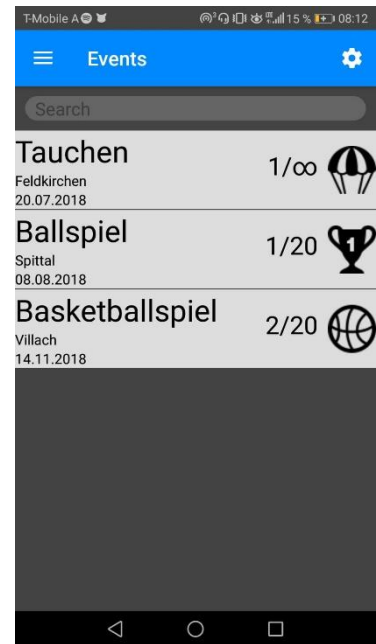 T-Mobile A 15 % 08:12
Events
Search
Tauchen
Feldkirchen
20.07.2018
1/∞
Ballspiel
Spittal
08.08.2018
1/20
1
Basketballspiel
Villach
14.11.2018
2/20